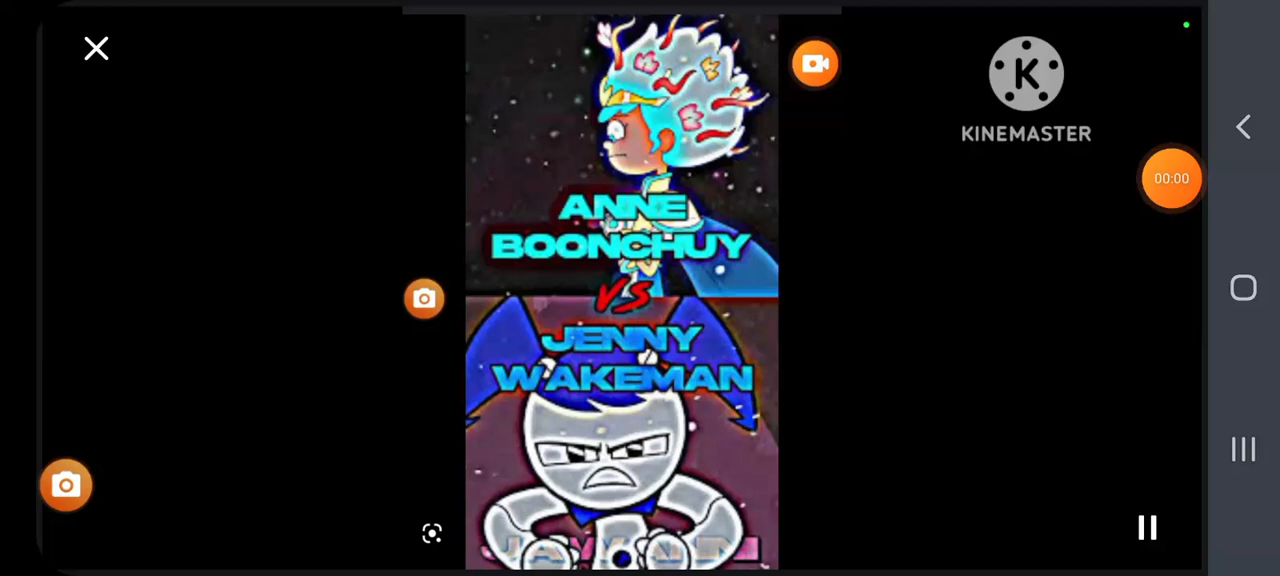 ANNE
BOONCHUY
VS
JENNY
WAKEMAN
KINEMASTER
00:00